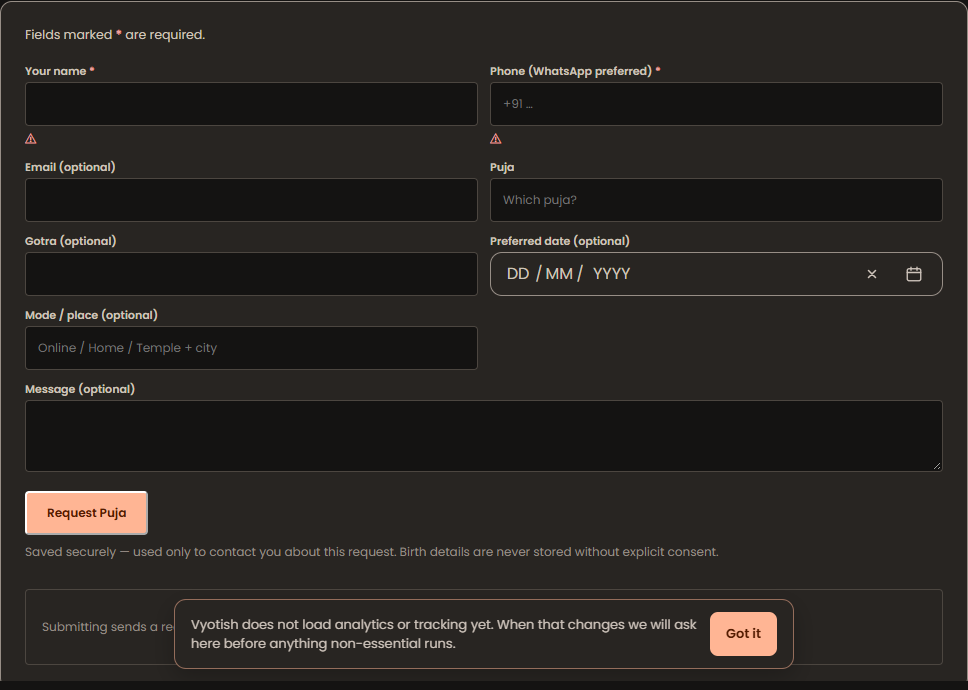 Fields marked * are required.
Your name *
Phone (WhatsApp preferred) *
+91 …
Email (optional)
Puja
Which puja?
Gotra (optional)
Preferred date (optional)
DD / MM / YYYY
Mode / place (optional)
Online / Home / Temple + city
Message (optional)
Request Puja
Saved securely — used only to contact you about this request. Birth details are never stored without explicit consent.
Submitting sends a
Vyotish does not load analytics or tracking yet. When that changes we will ask
here before anything non-essential runs.
Got it